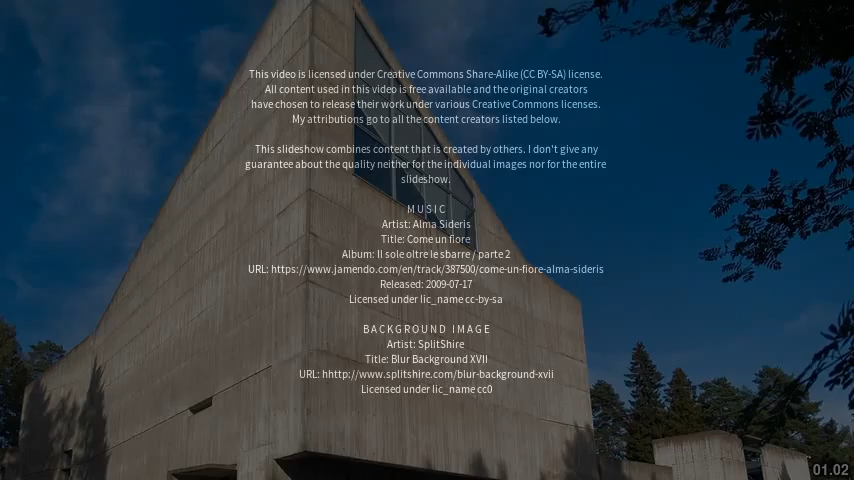 This video is licensed under Creative Commons Share-Alike (CC BY-SA) license.
All content used in this video is free available and the original creators
have chosen to release their work under various Creative Commons licenses.
My attributions go to all the content creators listed below.
This slideshow combines content that is created by others. I don't give any
guarantee about the quality neither for the individual images nor for the entire
slideshow.
MUSIC
Artist: Alma Sideris
Title: Come un fiore
Album: Il sole oltre le sbarre / parte 2
URL: https://www.jamendo.com/en/track/387500/come-un-fiore-alma-sideris
Released: 2009-07-17
Licensed under lic_name cc-by-sa
BACKGROUND IMAGE
Artist: SplitShire
Title: Blur Background XVII
URL: hhttp://www.splitshire.com/blur-background-xvii
Licensed under lic_name cc0
01.02